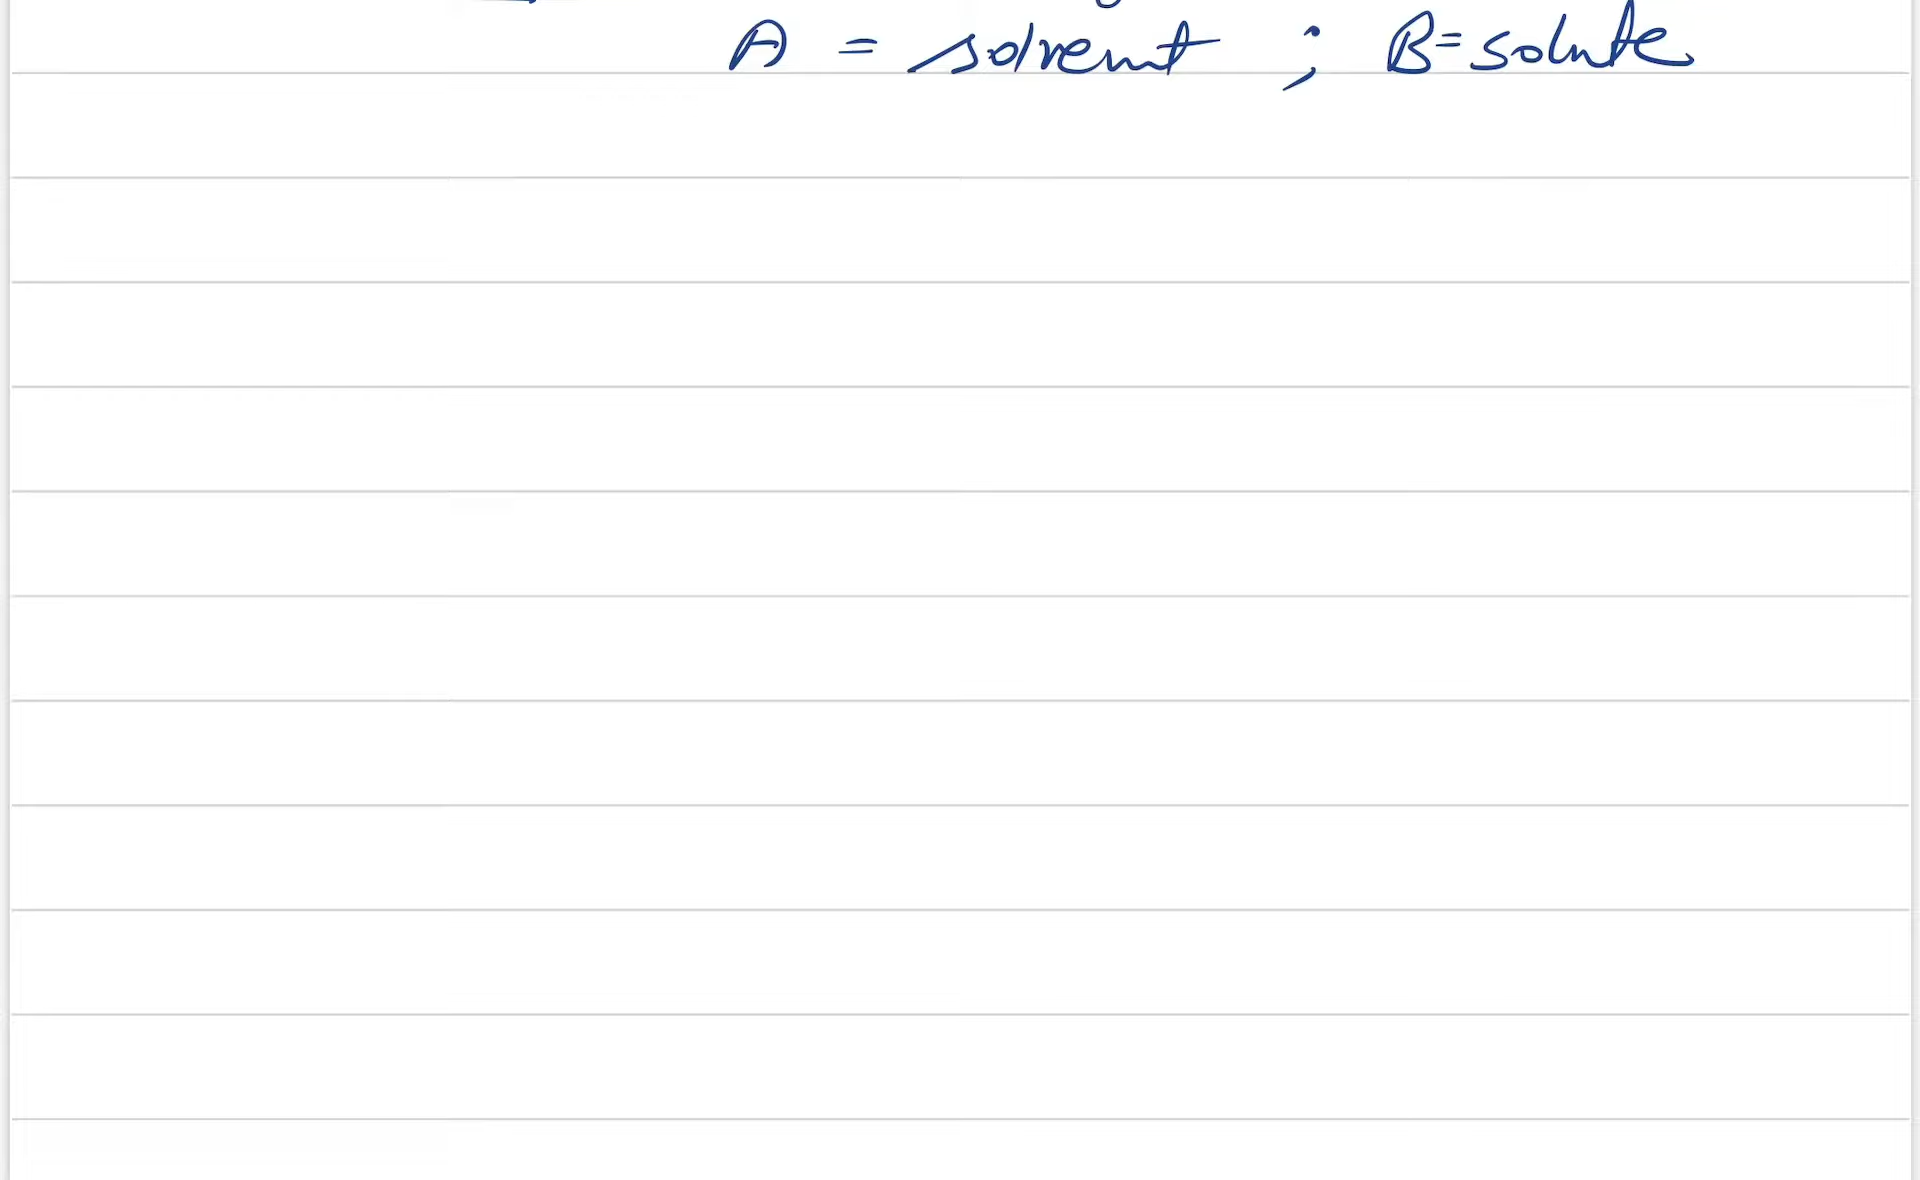 A = solvent ; B=solute